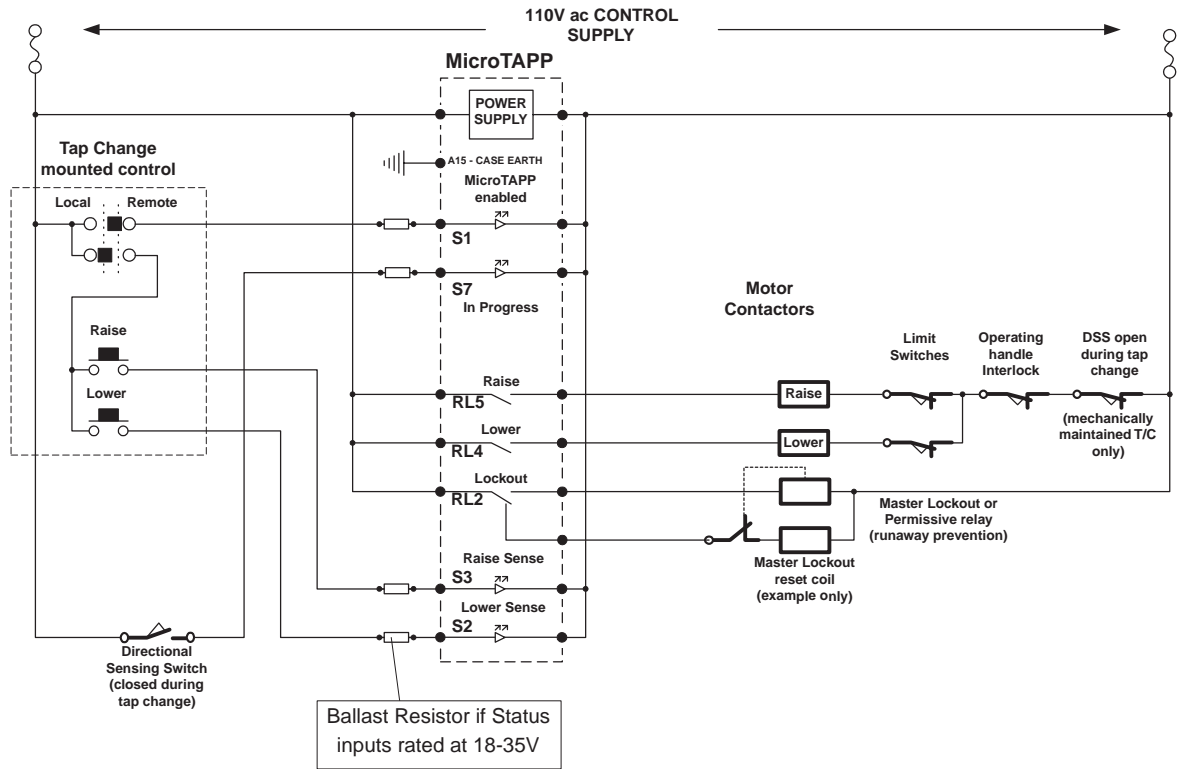 110V ac CONTROL
SUPPLY
MicroTAPP
POWER
SUPPLY
Tap Change
mounted control
A15 - CASE EARTH
MicroTAPP
enabled
Local
Remote
S1
S7
In Progress
Motor
Contactors
Raise
Limit
Switches
Operating
handle
Interlock
DSS open
during tap
change
Raise
RL5
Raise
Lower
(mechanically
maintained T/C
only)
Lower
RL4
Lower
Lockout
RL2
Master Lockout or
Permissive relay
(runaway prevention)
Raise Sense
S3
Master Lockout
reset coil
(example only)
Lower Sense
S2
Directional
Sensing Switch
(closed during
tap change)
Ballast Resistor if Status
inputs rated at 18-35V